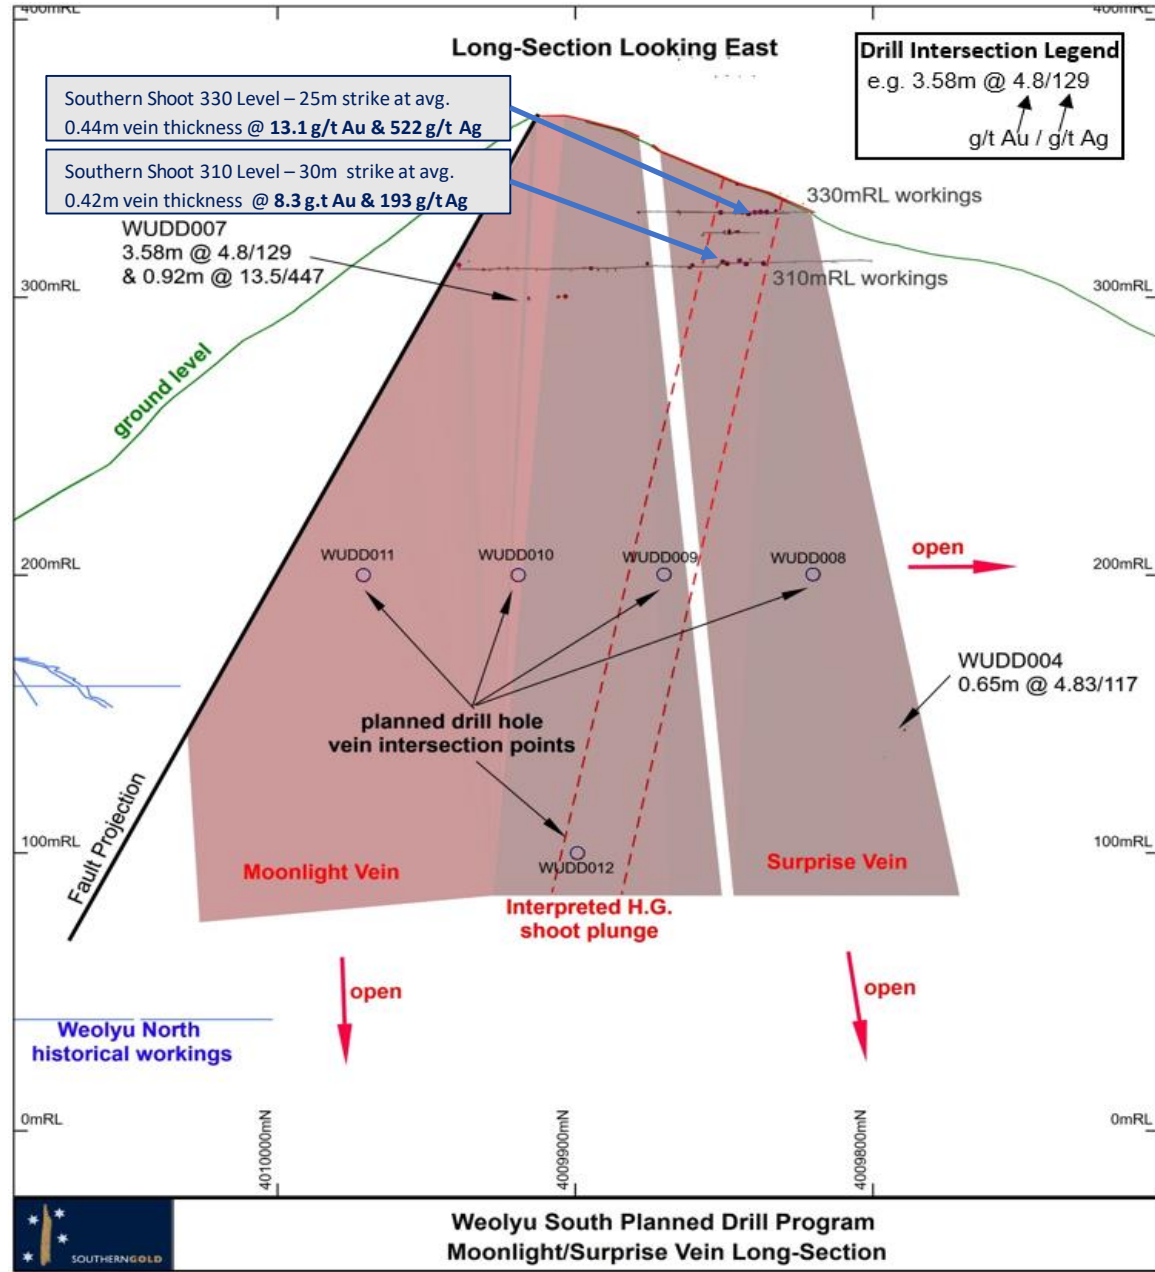 400mRL
400mRL
Long-Section Looking East
Drill Intersection Legend
e.g. 3.58m @ 4.8/129
g/t Au / g/t Ag
Southern Shoot 330 Level – 25m strike at avg.
0.44m vein thickness @ 13.1 g/t Au & 522 g/t Ag
Southern Shoot 310 Level – 30m strike at avg.
0.42m vein thickness @ 8.3 g.t Au & 193 g/t Ag
330mRL workings
WUDD007
3.58m @ 4.8/129
& 0.92m @ 13.5/447
310mRL workings
300mRL
300mRL
ground level
WUDD011
WUDD010
WUDD009
WUDD008
open
200mRL
200mRL
WUDD004
0.65m @ 4.83/117
planned drill hole
vein intersection points
Fault Projection
100mRL
100mRL
Moonlight Vein
WUDD012
Surprise Vein
Interpreted H.G.
shoot plunge
open
open
Weolyu North
historical workings
0mRL
0mRL
4010000mN
4009900mN
4009800mN
SOUTHERNGOLD
Weolyu South Planned Drill Program
Moonlight/Surprise Vein Long-Section